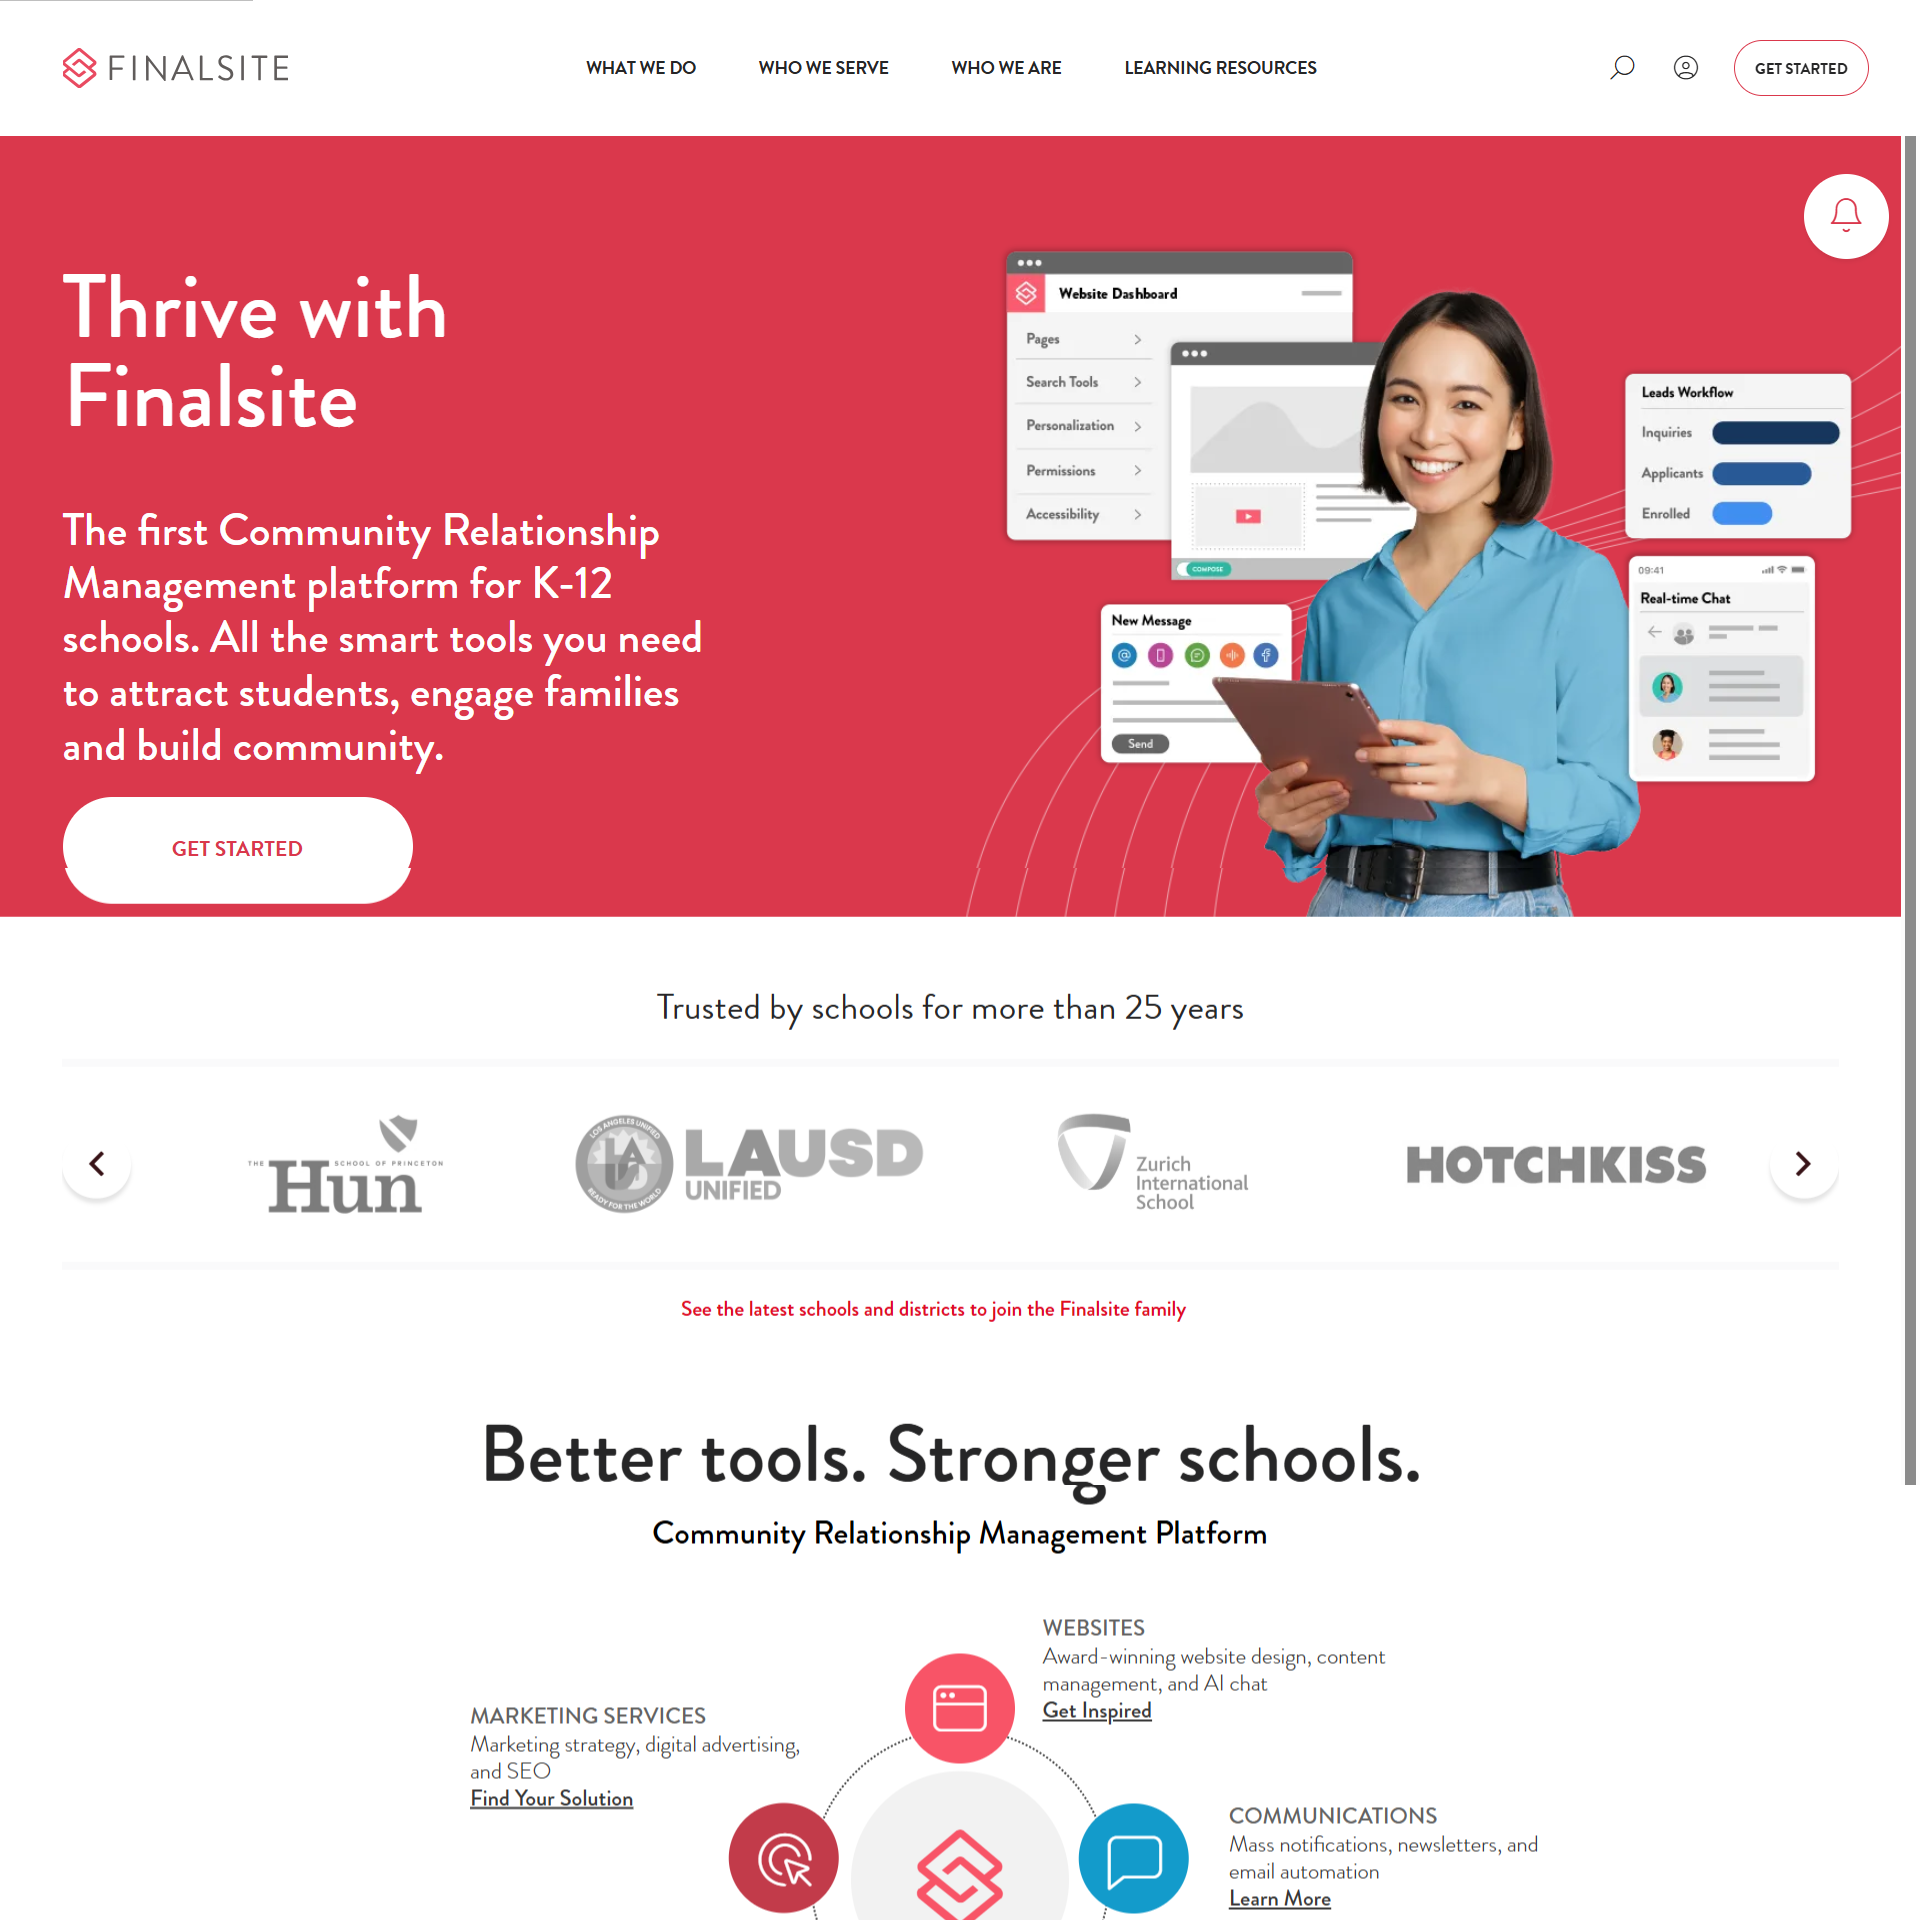 FINALSITE
WHAT WE DO
WHO WE SERVE
WHO WE ARE
LEARNING RESOURCES
GET STARTED
Thrive with
Finalsite
The first Community Relationship
Management platform for K-12
schools. All the smart tools you need
to attract students, engage families
and build community.
GET STARTED
Website Dashboard
Pages
Search Tools
Personalization
Permissions
Accessibility
COMPOSE
New Message
Send
Leads Workflow
Inquiries
Applicants
Enrolled
09:41
Real-time Chat
Trusted by schools for more than 25 years
THE
SCHOOL OF PRINCETON
Hun
LOS ANGELES UNIFIED
READY FOR THE WORLD
LAUSD
UNIFIED
Zurich
International
School
HOTCHKISS
See the latest schools and districts to join the Finalsite family
Better tools. Stronger schools.
Community Relationship Management Platform
WEBSITES
Award-winning website design, content
management, and AI chat
Get Inspired
MARKETING SERVICES
Marketing strategy, digital advertising,
and SEO
Find Your Solution
COMMUNICATIONS
Mass notifications, newsletters, and
email automation
Learn More